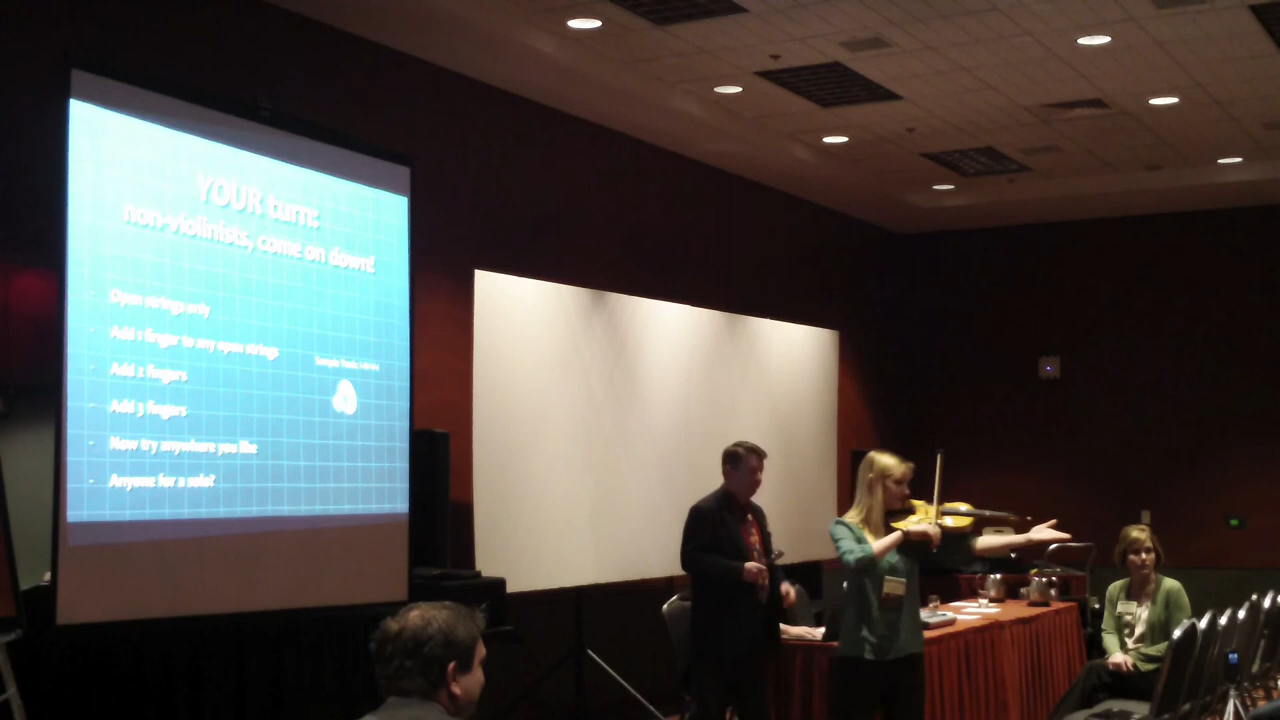 YOUR turn:
non-violinists, come on down!
Open strings only
Add 1 finger to any open strings
Add 2 fingers
Add 3 fingers
Now try anywhere you like
Anyone for a solo?